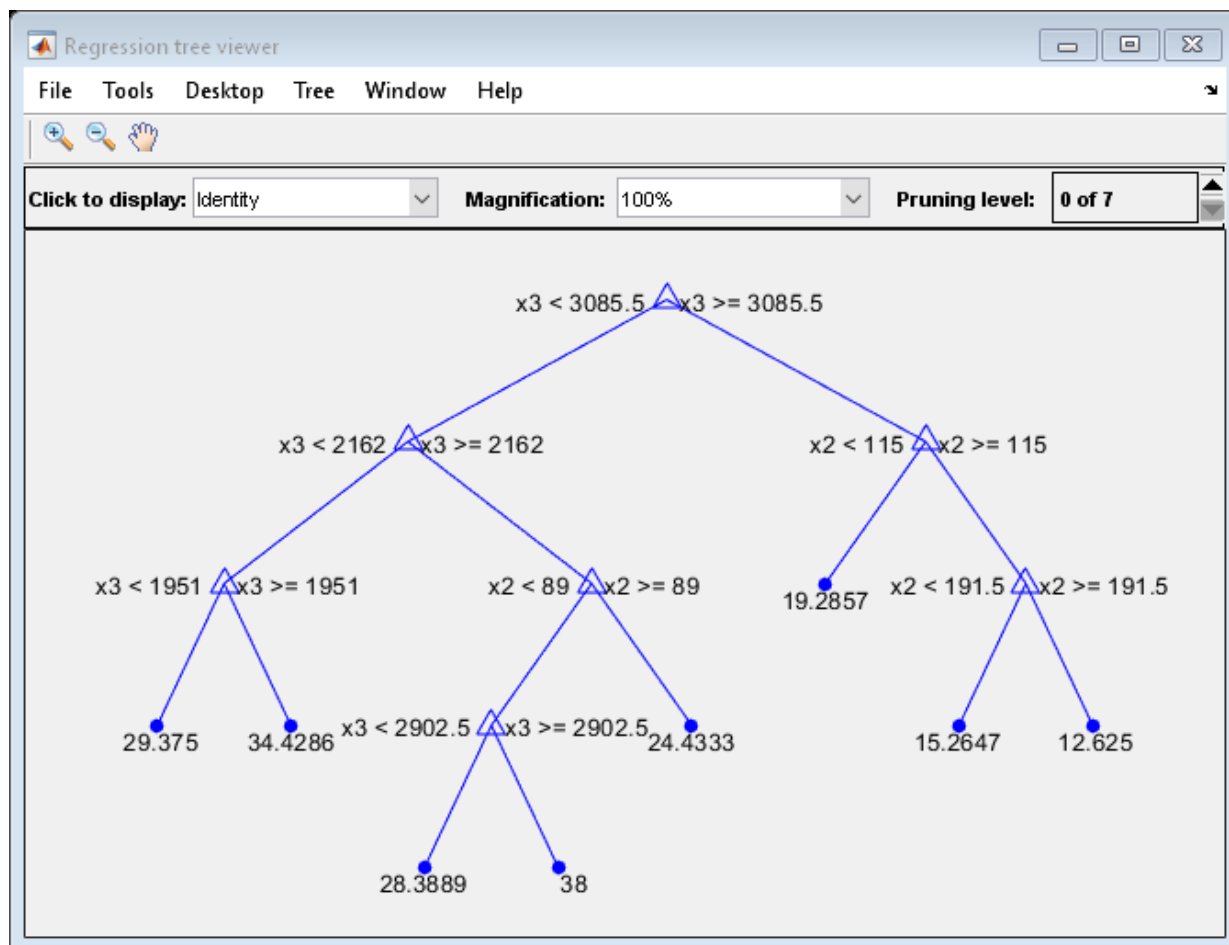 Regression tree viewer
File Tools Desktop Tree Window Help
Click to display: Identity Magnification: 100% Pruning level: 0 of 7
x3 < 3085.5 x3 >= 3085.5
x3 < 2162 x3 >= 2162 x2 < 115 x2 >= 115
x3 < 1951 x3 >= 1951 x2 < 89 x2 >= 89 19.2857 x2 < 191.5 x2 >= 191.5
29.375 34.4286 x3 < 2902.5 x3 >= 2902.5 24.4333 15.2647 12.625
28.3889 38